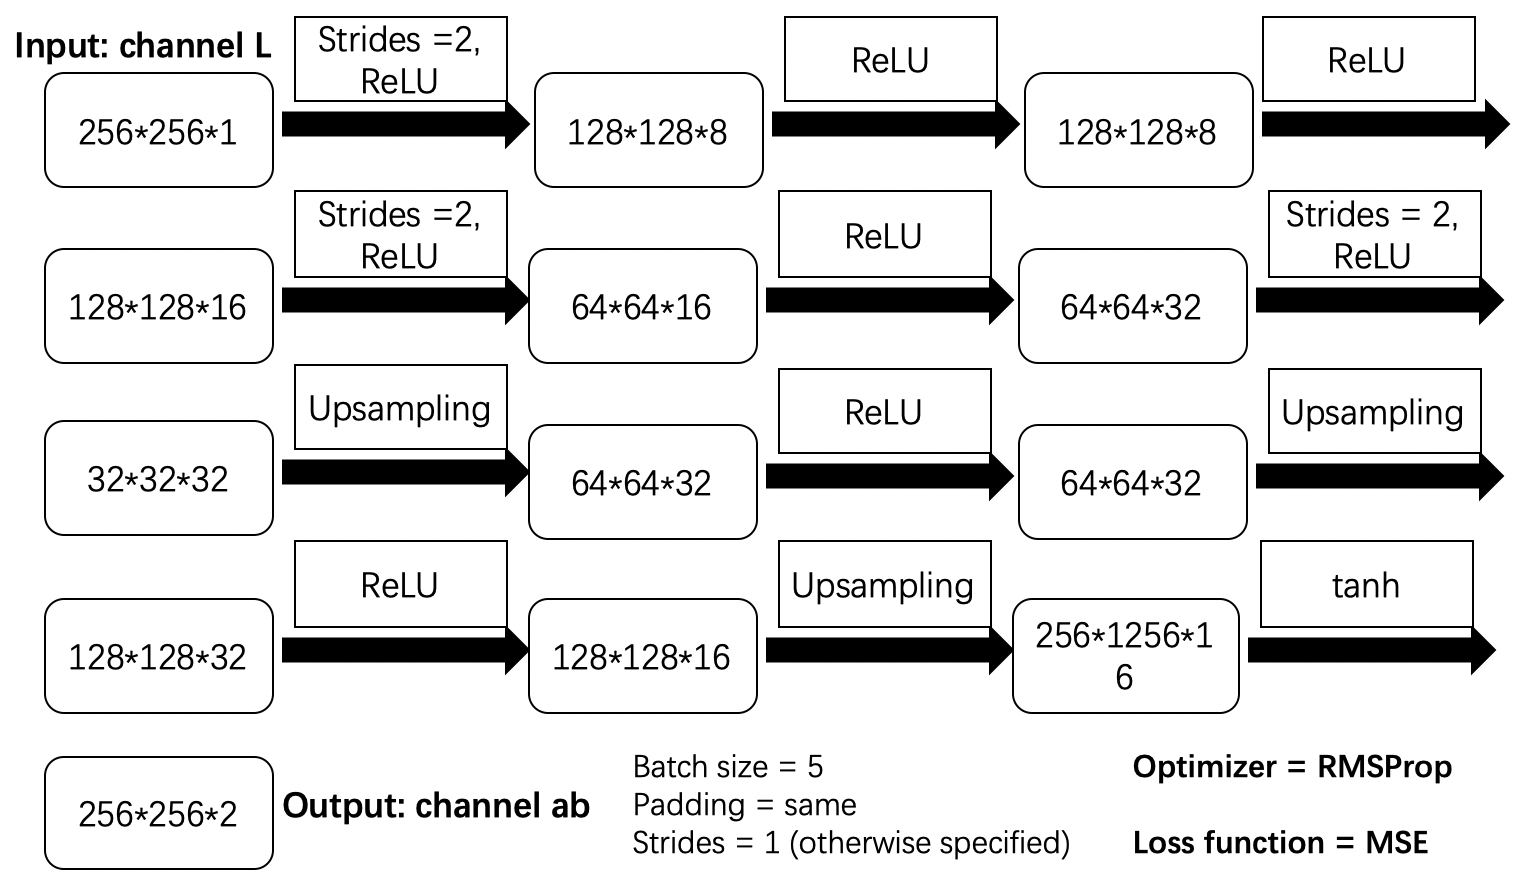 Input: channel L
Strides =2,
ReLU
ReLU
ReLU
256*256*1
128*128*8
128*128*8
Strides =2,
ReLU
ReLU
Strides = 2,
ReLU
128*128*16
64*64*16
64*64*32
Upsampling
ReLU
Upsampling
32*32*32
64*64*32
64*64*32
ReLU
Upsampling
tanh
128*128*32
128*128*16
256*1256*1
6
256*256*2
Output: channel ab
Batch size = 5
Padding = same
Strides = 1 (otherwise specified)
Optimizer = RMSProp
Loss function = MSE